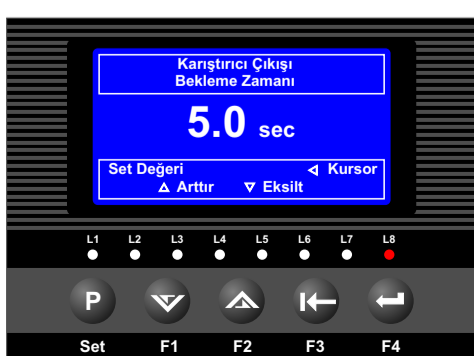 Karıştırıcı Çıkışı
Bekleme Zamanı
5.0 sec
Set Değeri Kursor
Arttır Eksilt
L1 L2 L3 L4 L5 L6 L7 L8
P
Set F1 F2 F3 F4